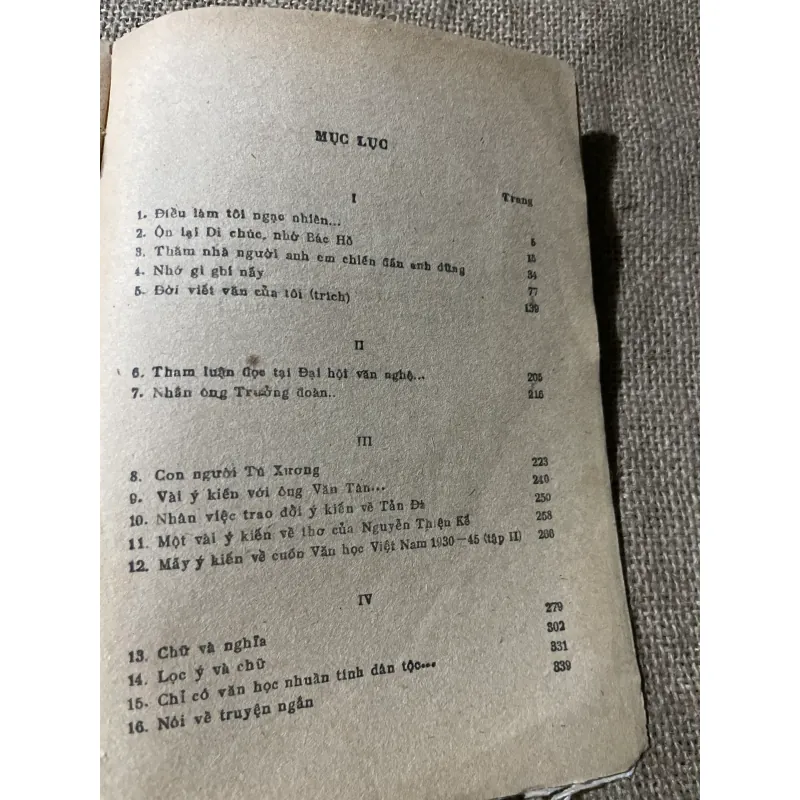 MỤC LỤC
I
Trang
1. Điều làm tôi ngạc nhiên... 5
2. Ôn lại Di chúc, nhớ Bác Hồ 15
3. Thăm nhà người anh em chiến đấu anh dũng 34
4. Nhớ gì ghi nấy 77
5. Đời viết văn của tôi (trích) 139
II
6. Tham luận đọc tại Đại hội văn nghệ... 205
7. Nhắn ông Trưởng đoàn.. 216
III
8. Con người Tú Xương 223
9. Vài ý kiến với ông Văn Tân... 240
10. Nhân việc trao đổi ý kiến về Tản Đà 250
11. Một vài ý kiến về thơ của Nguyễn Thiện Kế 258
12. Mấy ý kiến về cuốn Văn học Việt Nam 1930-45 (tập II) 266
IV
13. Chữ và nghĩa 279
14. Lọc ý và chữ 302
15. Chỉ có văn học nhuần tính dân tộc... 331
16. Nói về truyện ngắn 339